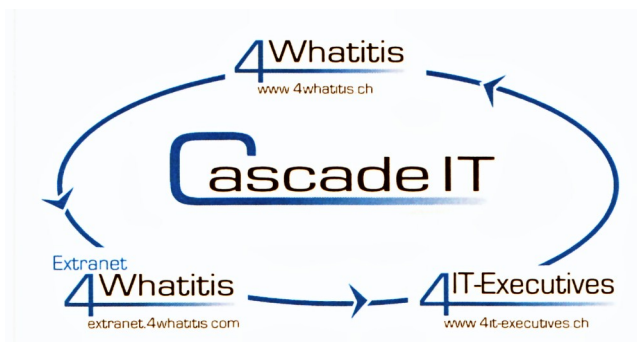 4Whatitis
www.4whatitis.ch
Cascade IT
Extranet
4Whatitis
extranet.4whatitis.com
4IT-Executives
www.4it-executives.ch